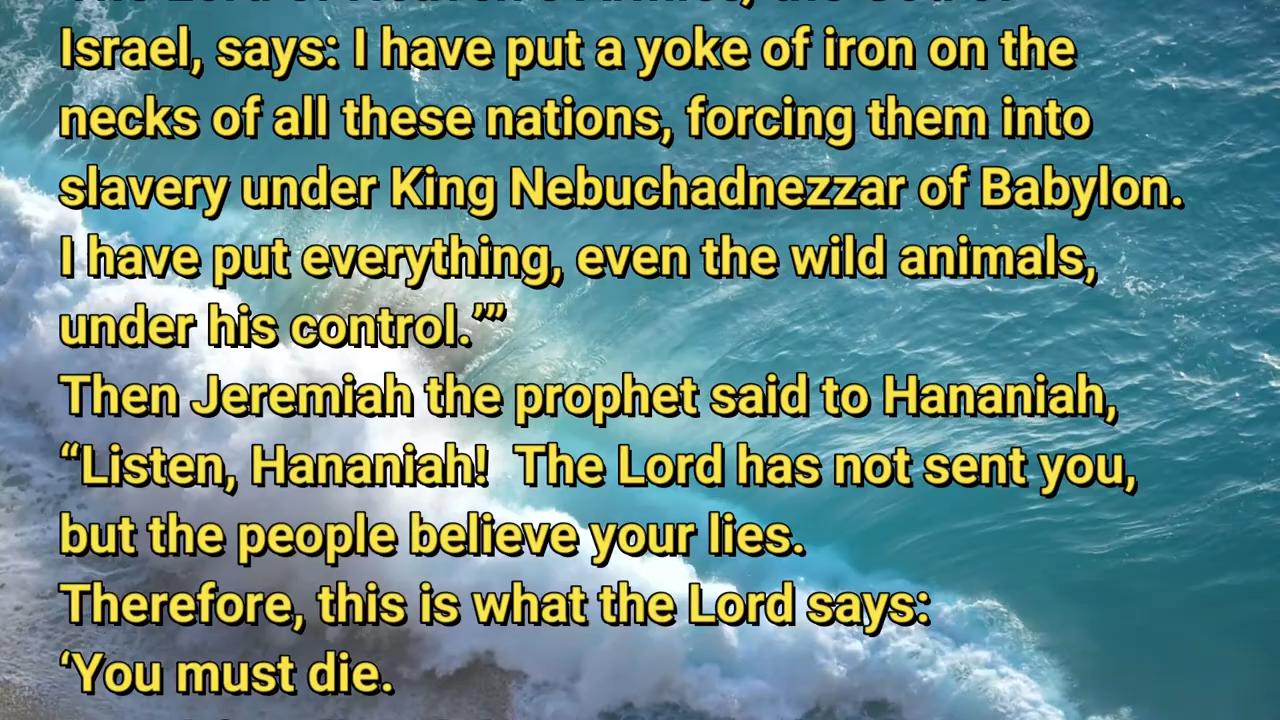 Israel, says: I have put a yoke of iron on the
necks of all these nations, forcing them into
slavery under King Nebuchadnezzar of Babylon.
I have put everything, even the wild animals,
under his control.’”
Then Jeremiah the prophet said to Hananiah,
“Listen, Hananiah!  The Lord has not sent you,
but the people believe your lies.
Therefore, this is what the Lord says:
‘You must die.